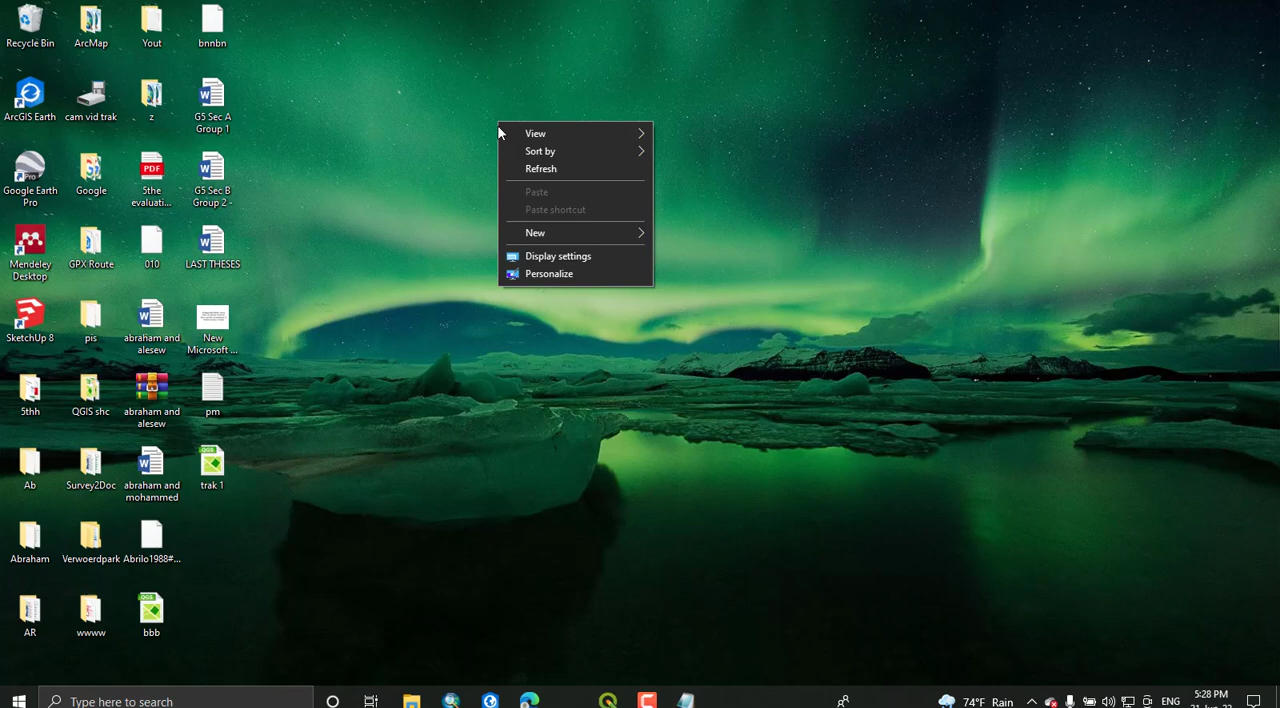 Recycle Bin
ArcMap
Yout
bnnbn
ArcGIS Earth
cam vid trak
z
G5 Sec A
Group 1
Google Earth
Pro
Google
PDF
5the
evaluati...
G5 Sec B
Group 2 -
Mendeley
Desktop
GPX Route
010
LAST THESES
SketchUp 8
pis
abraham and
alesew
New
Microsoft ...
5thh
QGIS shc
abraham and
alesew
pm
Ab
Survey2Doc
abraham and
mohammed
QGS
trak 1
Abraham
Verwoerdpark
Abrilo1988#...
AR
wwww
QGS
bbb
View
Sort by
Refresh
Paste
Paste shortcut
New
Display settings
Personalize
Type here to search
74°F Rain
ENG
5:28 PM